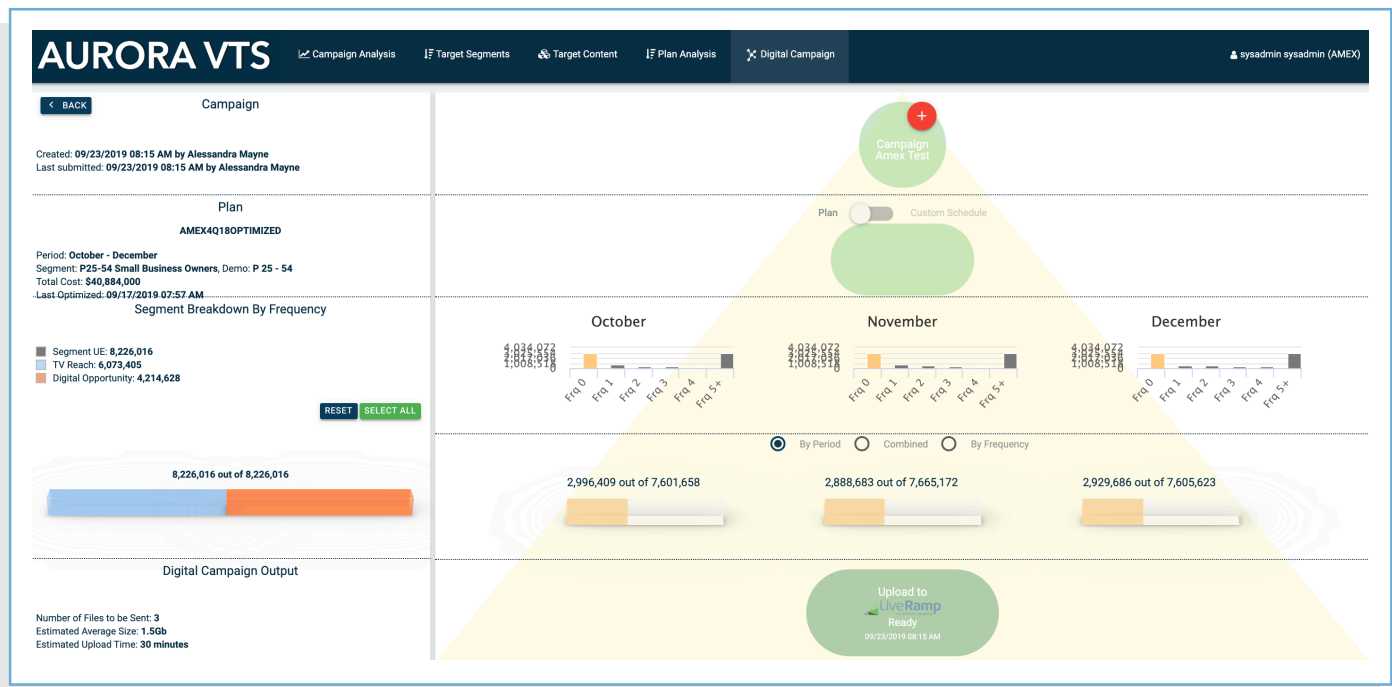 AURORA VTS
Campaign Analysis
Target Segments
Target Content
Plan Analysis
Digital Campaign
sysadmin sysadmin (AMEX)
BACK
Campaign
Created: 09/23/2019 08:15 AM by Alessandra Mayne
Last submitted: 09/23/2019 08:15 AM by Alessandra Mayne
Plan
AMEX4Q18OPTIMIZED
Period: October - December
Segment: P25-54 Small Business Owners, Demo: P 25 - 54
Total Cost: $40,884,000
Last Optimized: 09/17/2019 07:57 AM
Segment Breakdown By Frequency
Segment UE: 8,226,016
TV Reach: 6,073,405
Digital Opportunity: 4,214,628
RESET
SELECT ALL
8,226,016 out of 8,226,016
Digital Campaign Output
Number of Files to be Sent: 3
Estimated Average Size: 1.5Gb
Estimated Upload Time: 30 minutes
+
Campaign
Amex Test
Plan
Custom Schedule
October
4,034,072
1,008,518
0
Frq 0
Frq 1
Frq 2
Frq 3
Frq 4
Frq 5+
November
4,034,072
1,008,518
0
Frq 0
Frq 1
Frq 2
Frq 3
Frq 4
Frq 5+
December
4,034,072
1,008,518
0
Frq 0
Frq 1
Frq 2
Frq 3
Frq 4
Frq 5+
By Period
Combined
By Frequency
2,996,409 out of 7,601,658
2,888,683 out of 7,665,172
2,929,686 out of 7,605,623
Upload to
LiveRamp
Ready
09/23/2019 08:15 AM